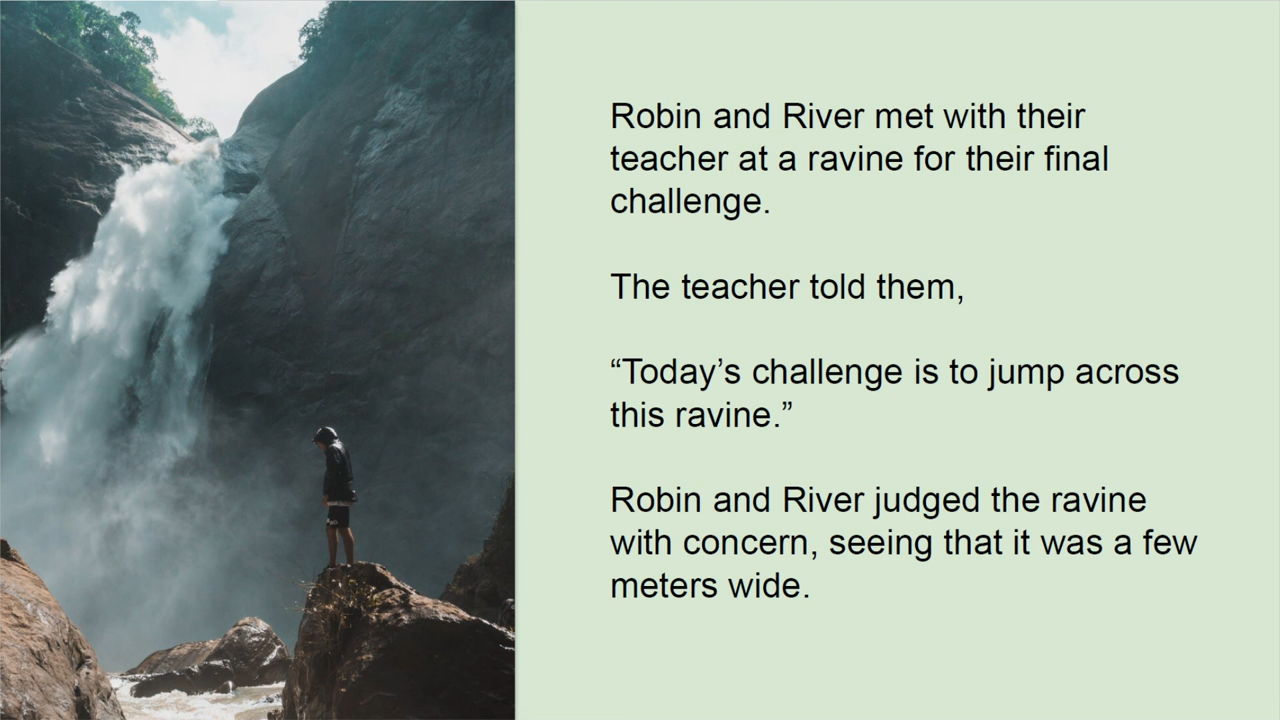 Robin and River met with their
teacher at a ravine for their final
challenge.
The teacher told them,
“Today’s challenge is to jump across
this ravine.”
Robin and River judged the ravine
with concern, seeing that it was a few
meters wide.